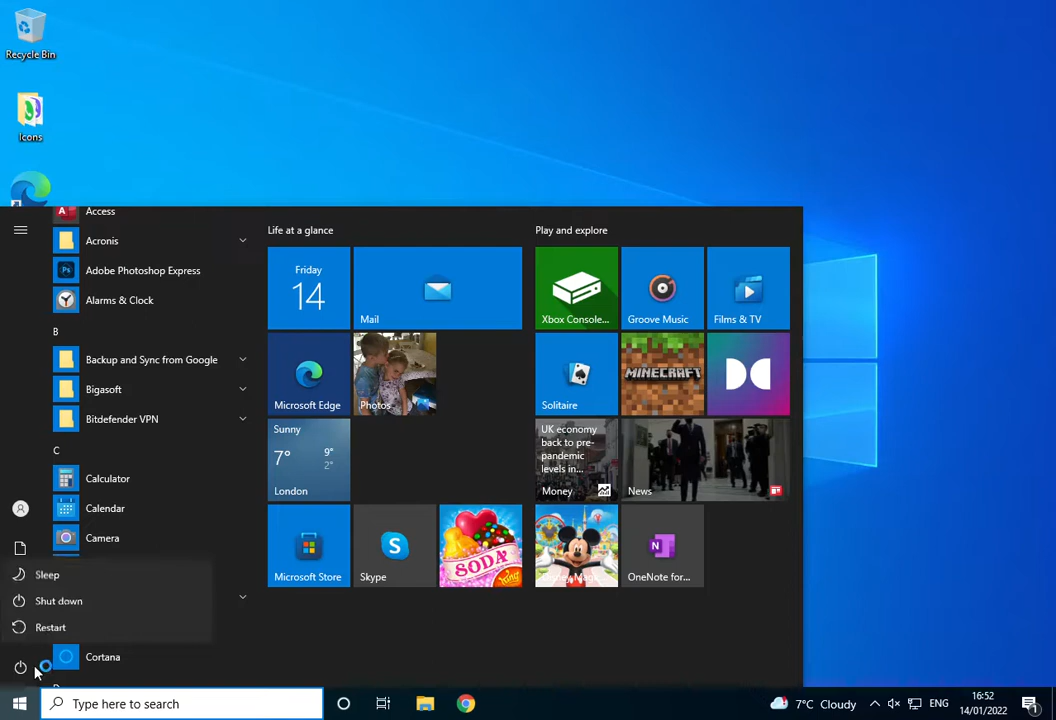 Recycle Bin
Icons
Access
Acronis
Adobe Photoshop Express
Alarms & Clock
B
Backup and Sync from Google
Bigasoft
Bitdefender VPN
C
Calculator
Calendar
Camera
Sleep
Shut down
Restart
Cortana
Life at a glance
Friday
14
Mail
Microsoft Edge
Photos
Sunny
7°
9°
2°
London
Microsoft Store
Skype
SODA
Play and explore
Xbox Console...
Groove Music
Films & TV
Solitaire
MINECRAFT
UK economy
back to pre-
pandemic
levels in...
Money
News
OneNote for...
Type here to search
7°C Cloudy
ENG
16:52
14/01/2022
1